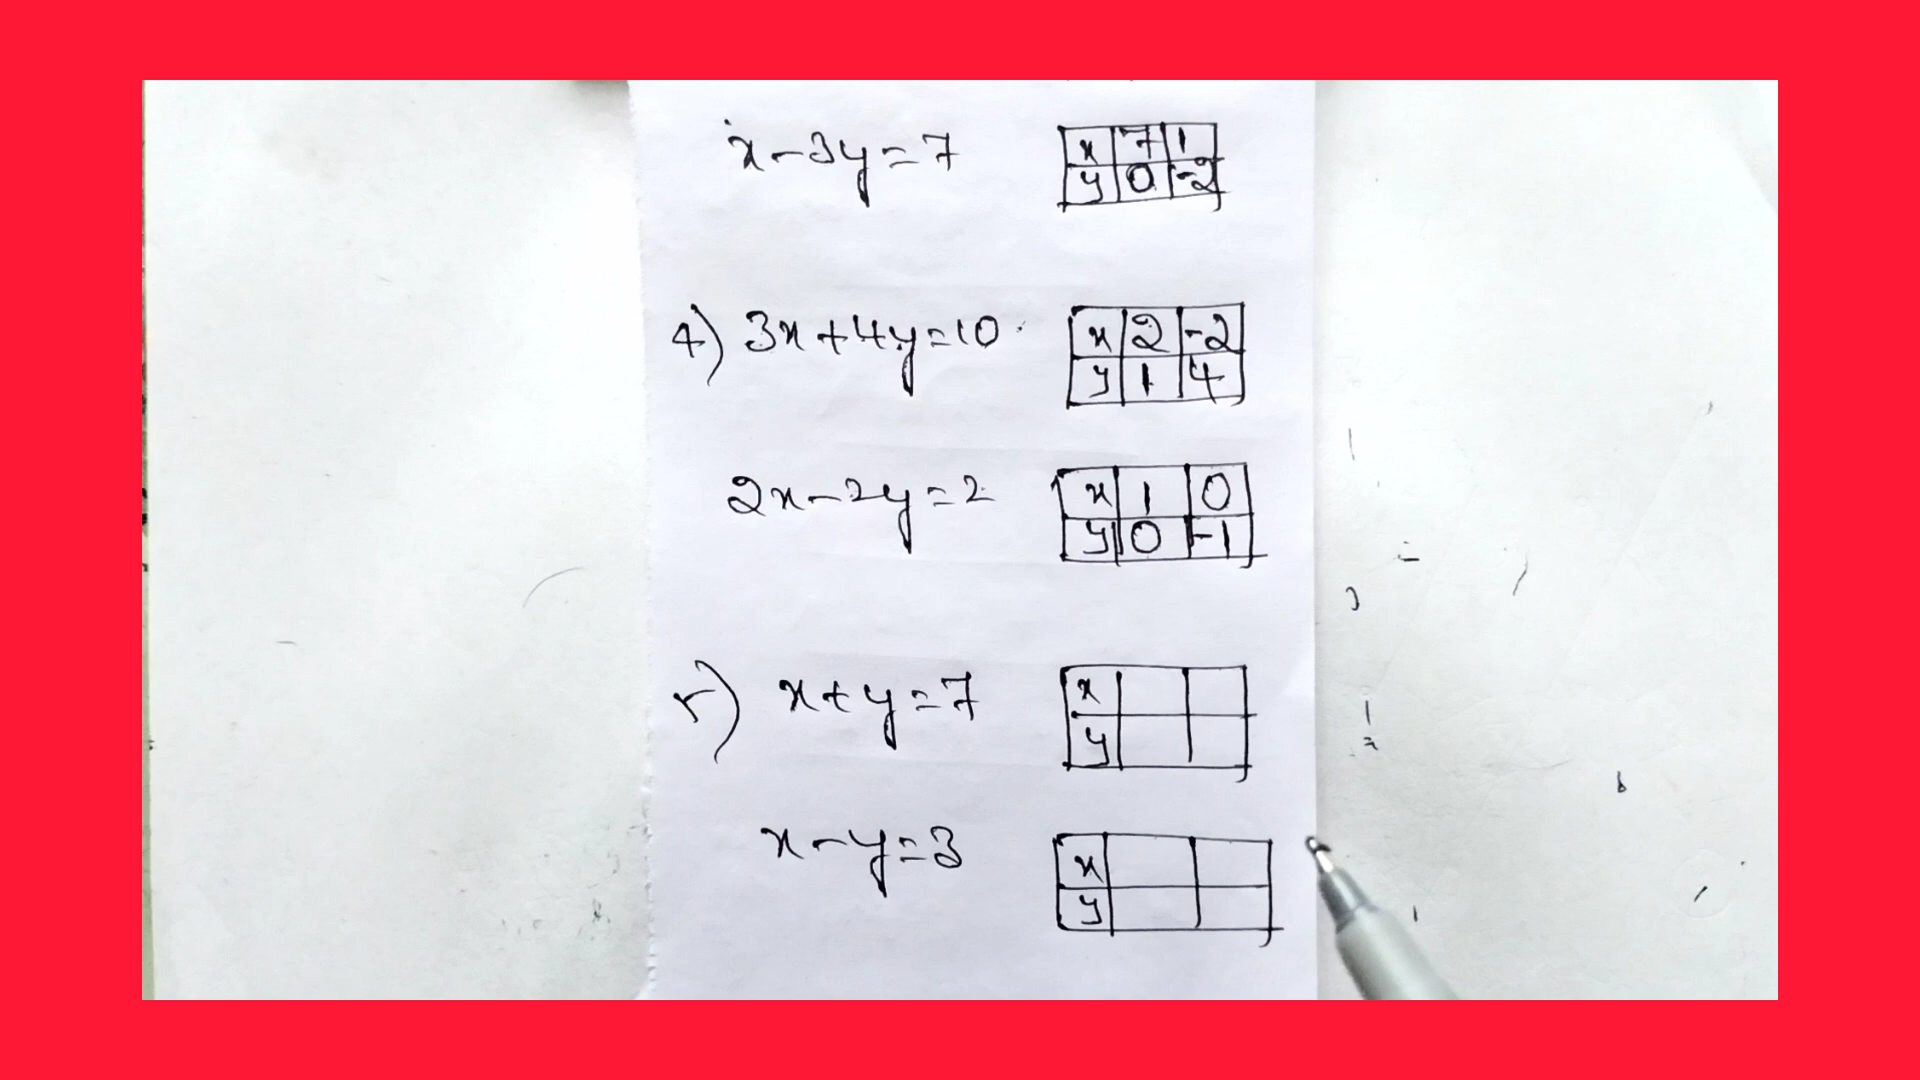 x-3y=7 x 7 1
y 0 -2
4) 3x+4y=10 x 2 -2
y 1 4
2x-2y=2 x 1 0
y 0 -1
5) x+y=7 x
y
x-y=3 x
y